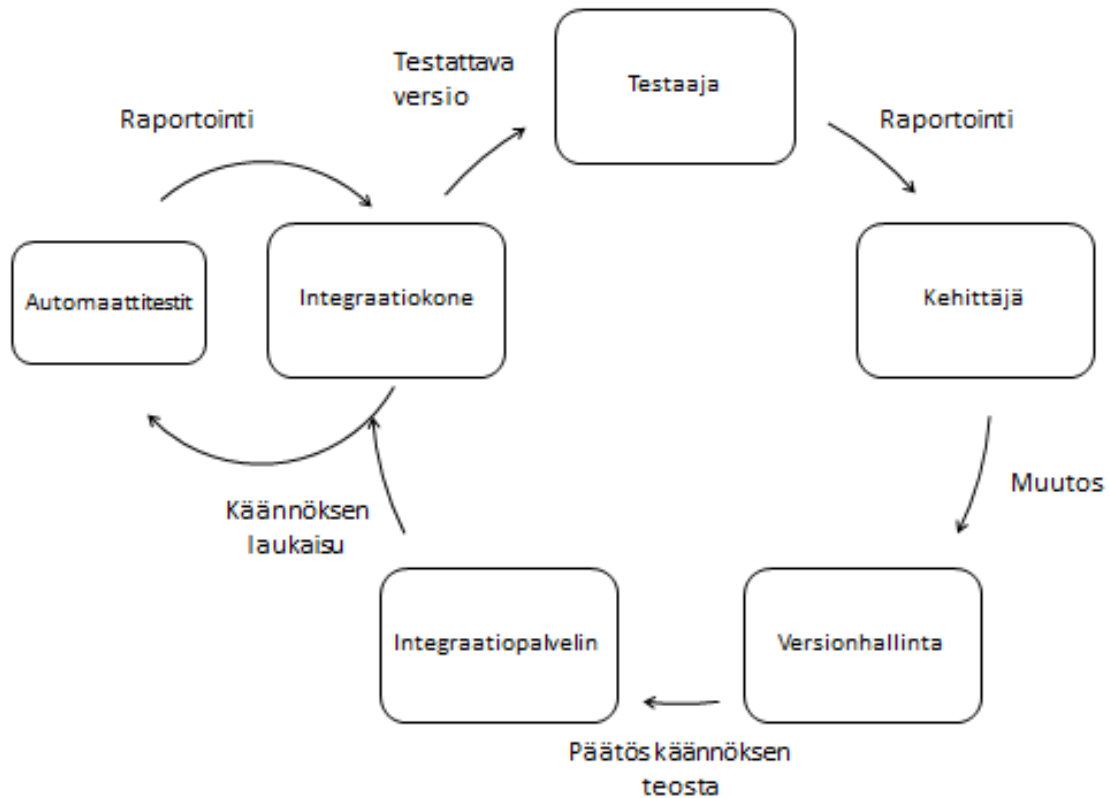 Testattava
versio
Testaaja
Raportointi
Raportointi
Automaattitestit
Integraatiokone
Kehittäjä
Muutos
Käännöksen
laukaisu
Integraatiopalvelin
Versionhallinta
Päätös käännöksen
teosta